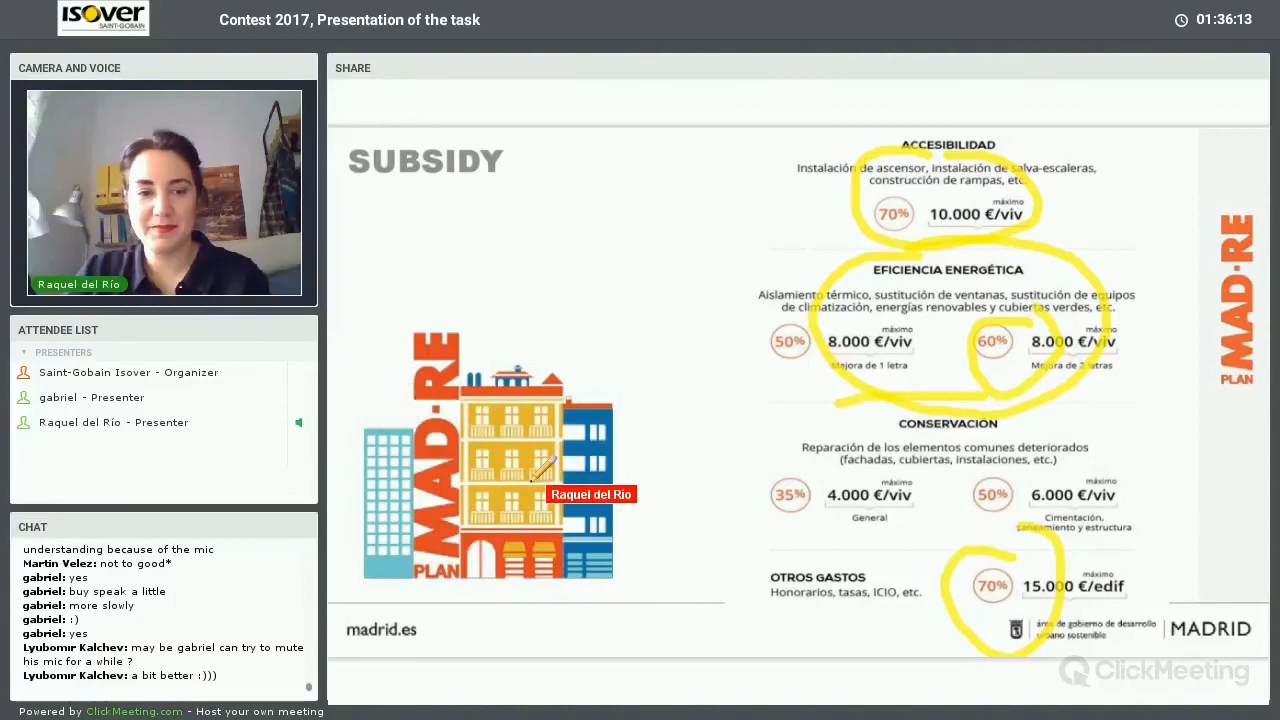 isover
SAINT-GOBAIN
Contest 2017, Presentation of the task
01:36:13
CAMERA AND VOICE
Raquel del Río
ATTENDEE LIST
PRESENTERS
Saint-Gobain Isover - Organizer
gabriel - Presenter
Raquel del Río - Presenter
CHAT
understanding because of the mic
Martin Velez: not to good*
gabriel: yes
gabriel: buy speak a little
gabriel: more slowly
gabriel: :)
gabriel: yes
Lyubomir Kalchev: may be gabriel can try to mute
his mic for a while ?
Lyubomir Kalchev: a bit better :)))
Powered by ClickMeeting.com - Host your own meeting
SHARE
SUBSIDY
PLAN MAD-RE
Raquel del Río
madrid.es
ACCESIBILIDAD
Instalación de ascensor, instalación de salva-escaleras,
construcción de rampas, etc.
70% 10.000 €/viv máximo
EFICIENCIA ENERGÉTICA
Aislamiento térmico, sustitución de ventanas, sustitución de equipos
de climatización, energías renovables y cubiertas verdes, etc.
50% 8.000 €/viv máximo 60% 8.000 €/viv máximo
Mejora de 1 letra Mejora de 2 letras
CONSERVACIÓN
Reparación de los elementos comunes deteriorados
(fachadas, cubiertas, instalaciones, etc.)
35% 4.000 €/viv máximo 50% 6.000 €/viv máximo
General Cimentación,
saneamiento y estructura
OTROS GASTOS
Honorarios, tasas, ICIO, etc.
70% 15.000 €/edif máximo
área de gobierno de desarrollo
urbano sostenible
MADRID
PLAN MAD-RE
ClickMeeting